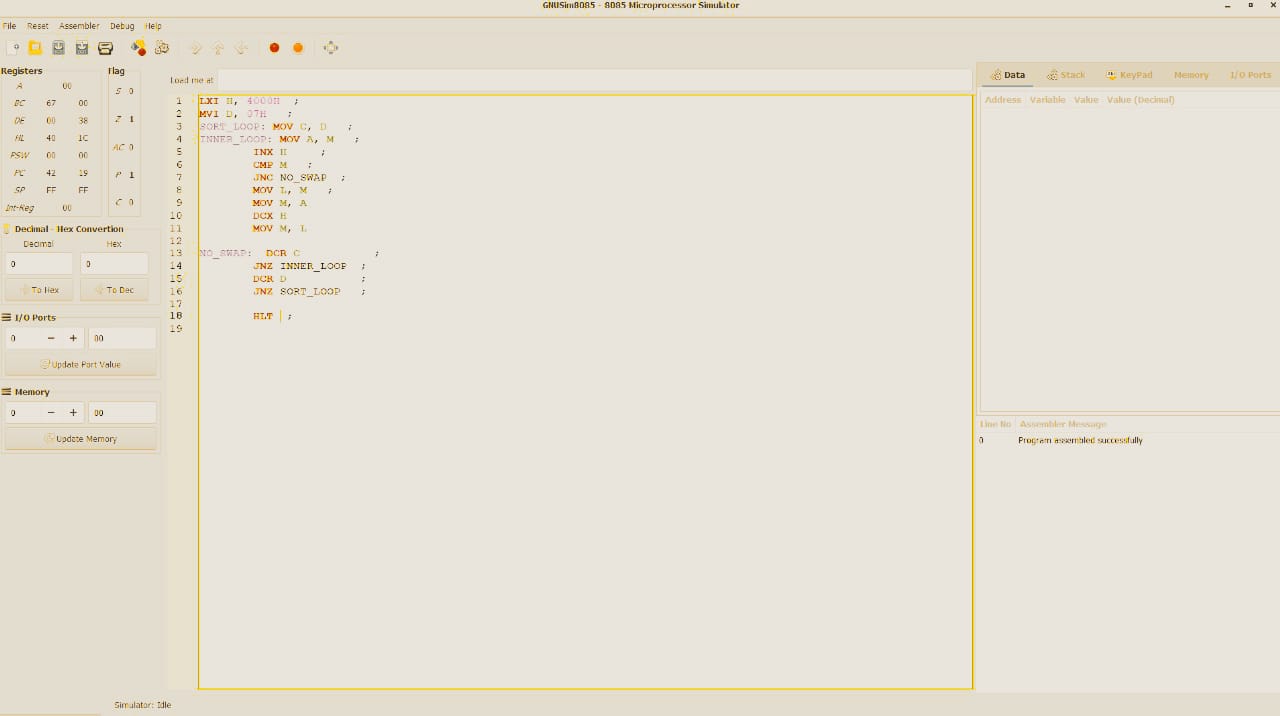 GNUSim8085 - 8085 Microprocessor Simulator
File Reset Assembler Debug Help
Registers
A 00
BC 67 00
DE 00 38
HL 40 1C
PSW 00 00
PC 42 19
SP FF FF
Int-Reg 00
Flag
S 0
Z 1
AC 0
P 1
C 0
Decimal - Hex Convertion
Decimal Hex
0 0
To Hex To Dec
I/O Ports
0 − + 00
Update Port Value
Memory
0 − + 00
Update Memory
Load me at
1 LXI H, 4000H ;
2 MVI D, 07H ;
3 SORT_LOOP: MOV C, D ;
4 INNER_LOOP: MOV A, M ;
5 INX H ;
6 CMP M ;
7 JNC NO_SWAP ;
8 MOV L, M ;
9 MOV M, A
10 DCX H
11 MOV M, L
12
13 NO_SWAP: DCR C ;
14 JNZ INNER_LOOP ;
15 DCR D ;
16 JNZ SORT_LOOP ;
17
18 HLT ;
19
Data Stack KeyPad Memory I/O Ports
Address Variable Value Value (Decimal)
Line No Assembler Message
0 Program assembled successfully
Simulator: Idle